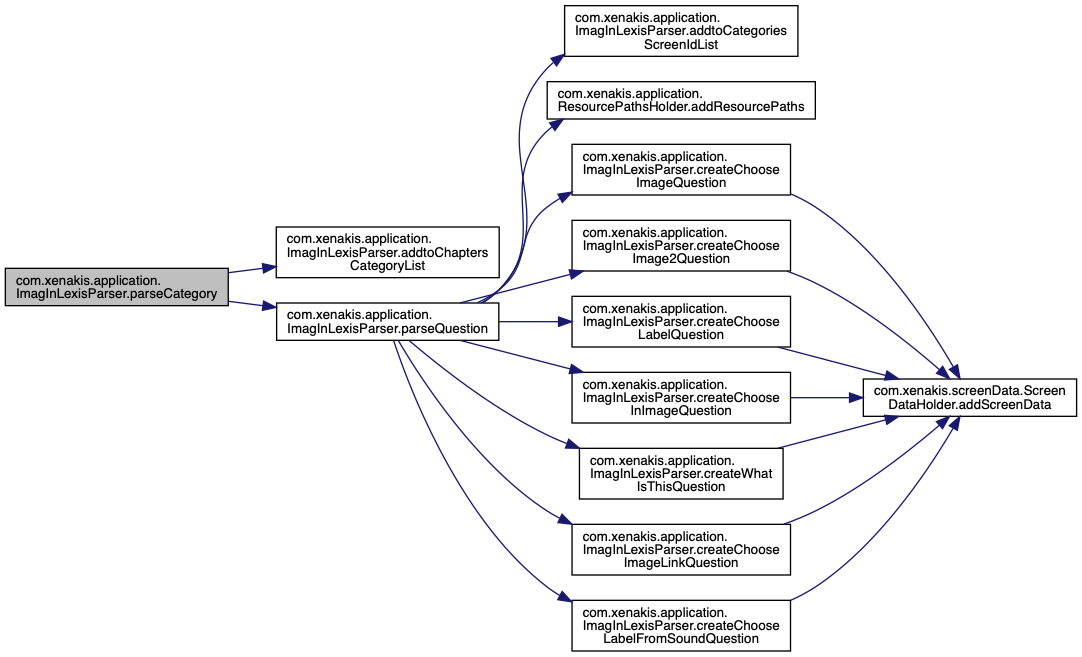 com.xenakis.application.
ImagInLexisParser.parseCategory
com.xenakis.application.
ImagInLexisParser.addtoChapters
CategoryList
com.xenakis.application.
ImagInLexisParser.parseQuestion
com.xenakis.application.
ImagInLexisParser.addtoCategories
ScreenIdList
com.xenakis.application.
ResourcePathsHolder.addResourcePaths
com.xenakis.application.
ImagInLexisParser.createChoose
ImageQuestion
com.xenakis.application.
ImagInLexisParser.createChoose
Image2Question
com.xenakis.application.
ImagInLexisParser.createChoose
LabelQuestion
com.xenakis.application.
ImagInLexisParser.createChoose
InImageQuestion
com.xenakis.application.
ImagInLexisParser.createWhat
IsThisQuestion
com.xenakis.application.
ImagInLexisParser.createChoose
ImageLinkQuestion
com.xenakis.application.
ImagInLexisParser.createChoose
LabelFromSoundQuestion
com.xenakis.screenData.Screen
DataHolder.addScreenData